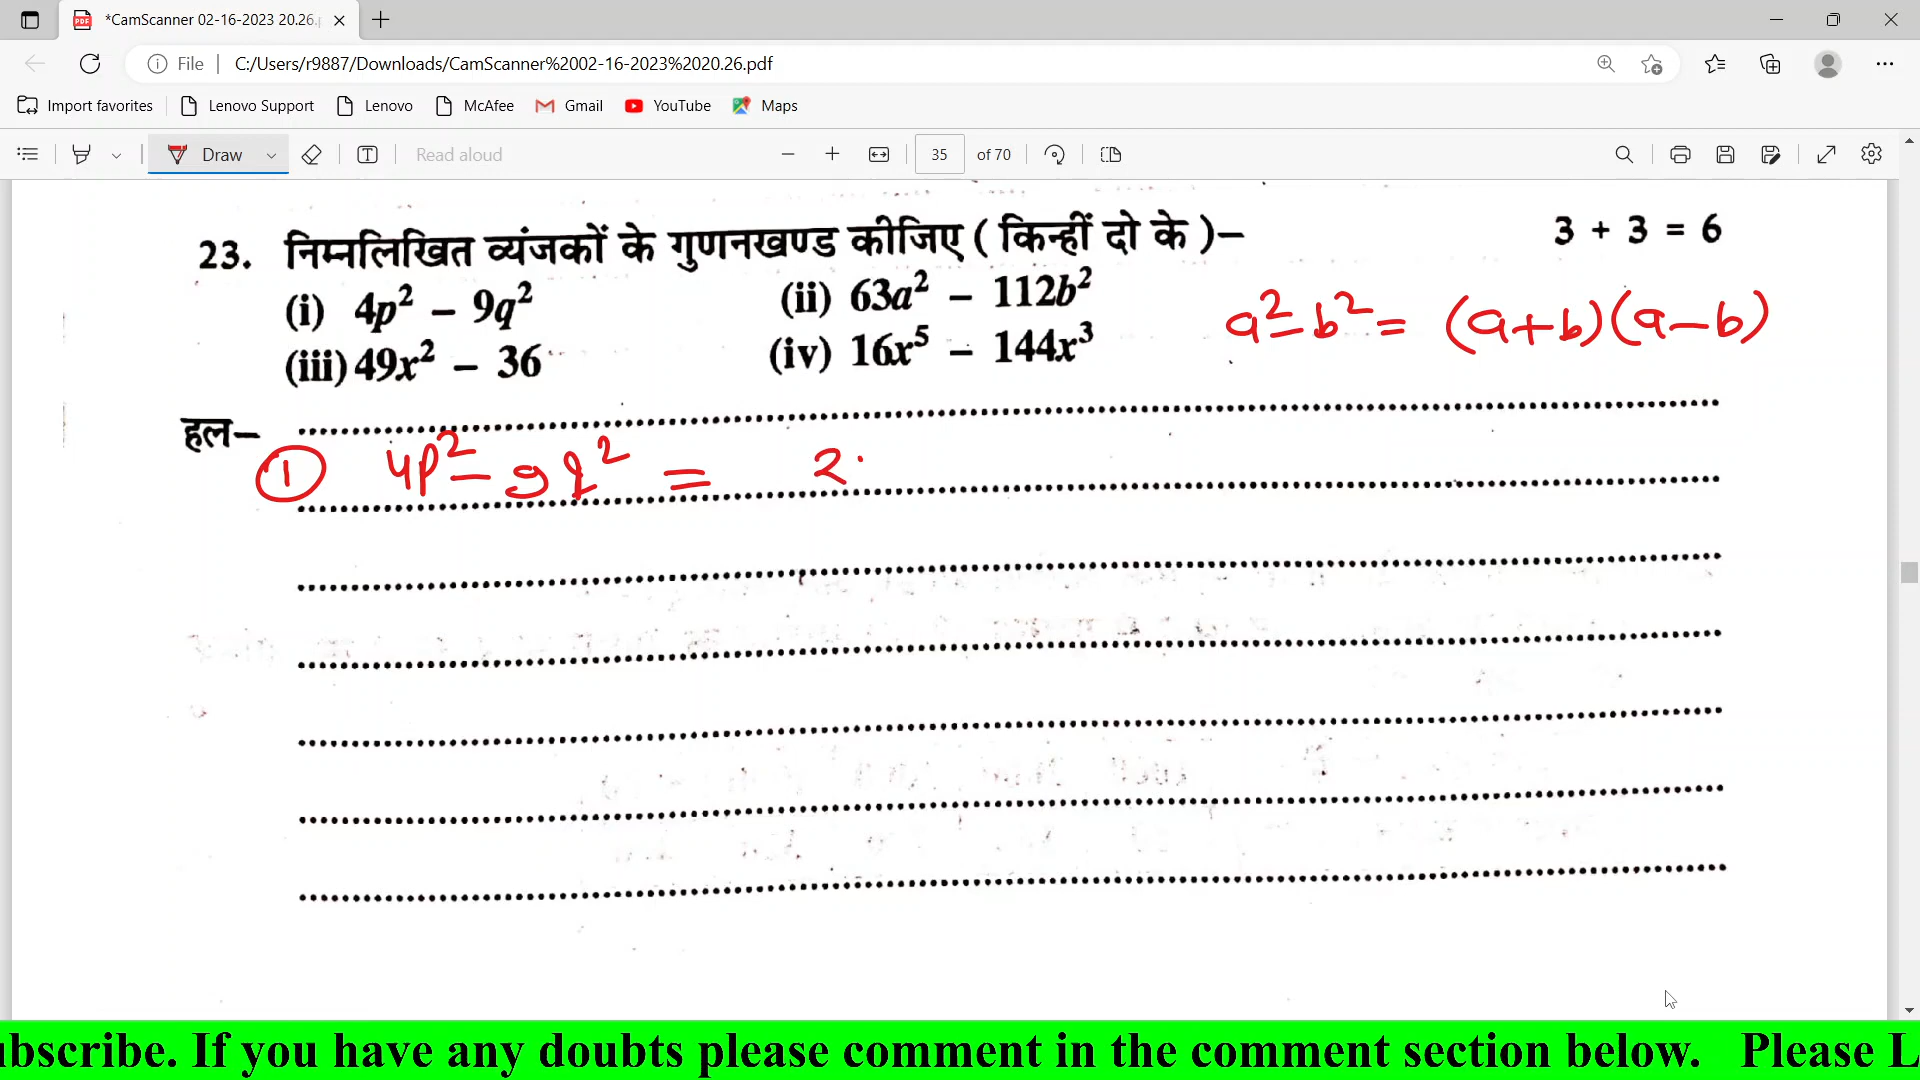 *CamScanner 02-16-2023 20.26.
File C:/Users/r9887/Downloads/CamScanner%2002-16-2023%2020.26.pdf
Import favorites Lenovo Support Lenovo McAfee Gmail YouTube Maps
Draw Read aloud 35 of 70
23. निम्नलिखित व्यंजकों के गुणनखण्ड कीजिए ( किन्हीं दो के )– 3 + 3 = 6
(i) 4p² – 9q² (ii) 63a² – 112b²
a²-b² = (a+b)(a-b)
(iii) 49x² – 36 (iv) 16x⁵ – 144x³
हल–
① 4p²-9q² = 2.
ubscribe. If you have any doubts please comment in the comment section below. Please L